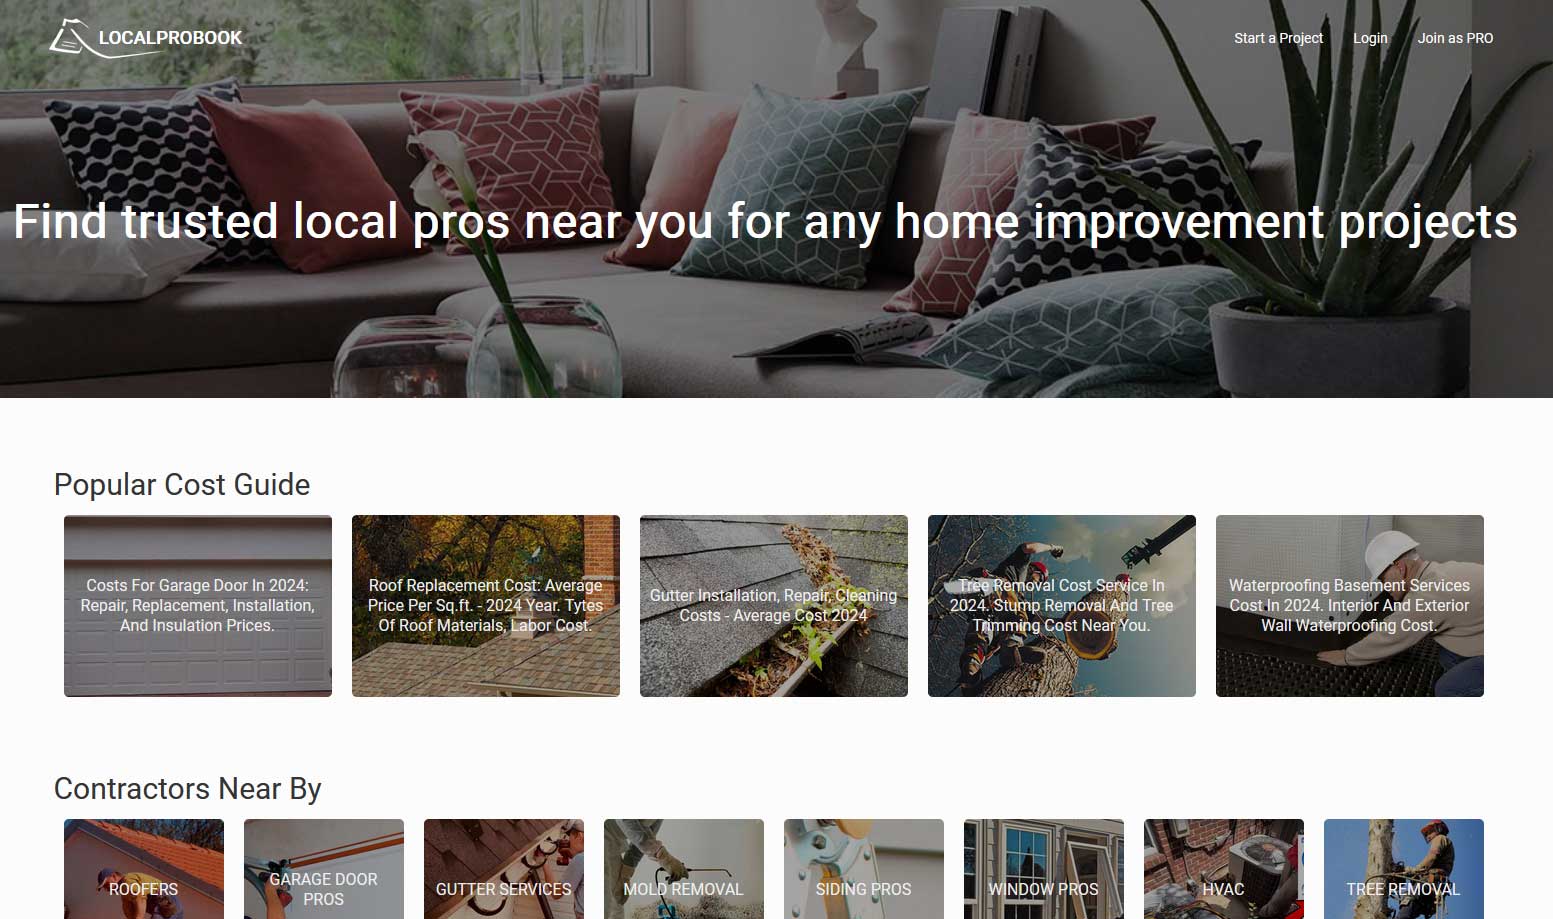 LOCALPROBOOK
Start a Project
Login
Join as PRO
Find trusted local pros near you for any home improvement projects
Popular Cost Guide
Costs For Garage Door In 2024:
Repair, Replacement, Installation,
And Insulation Prices.
Roof Replacement Cost: Average
Price Per Sq.ft. - 2024 Year. Tytes
Of Roof Materials, Labor Cost.
Gutter Installation, Repair, Cleaning
Costs - Average Cost 2024
Tree Removal Cost Service In
2024. Stump Removal And Tree
Trimming Cost Near You.
Waterproofing Basement Services
Cost In 2024. Interior And Exterior
Wall Waterproofing Cost.
Contractors Near By
ROOFERS
GARAGE DOOR
PROS
GUTTER SERVICES
MOLD REMOVAL
SIDING PROS
WINDOW PROS
HVAC
TREE REMOVAL